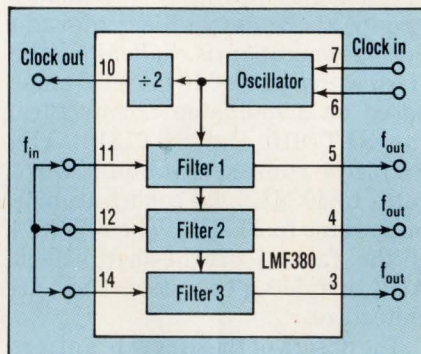 Clock out
10
÷2
Oscillator
7
Clock in
6
f_in
11
Filter 1
5
f_out
12
Filter 2
4
f_out
LMF380
14
Filter 3
3
f_out